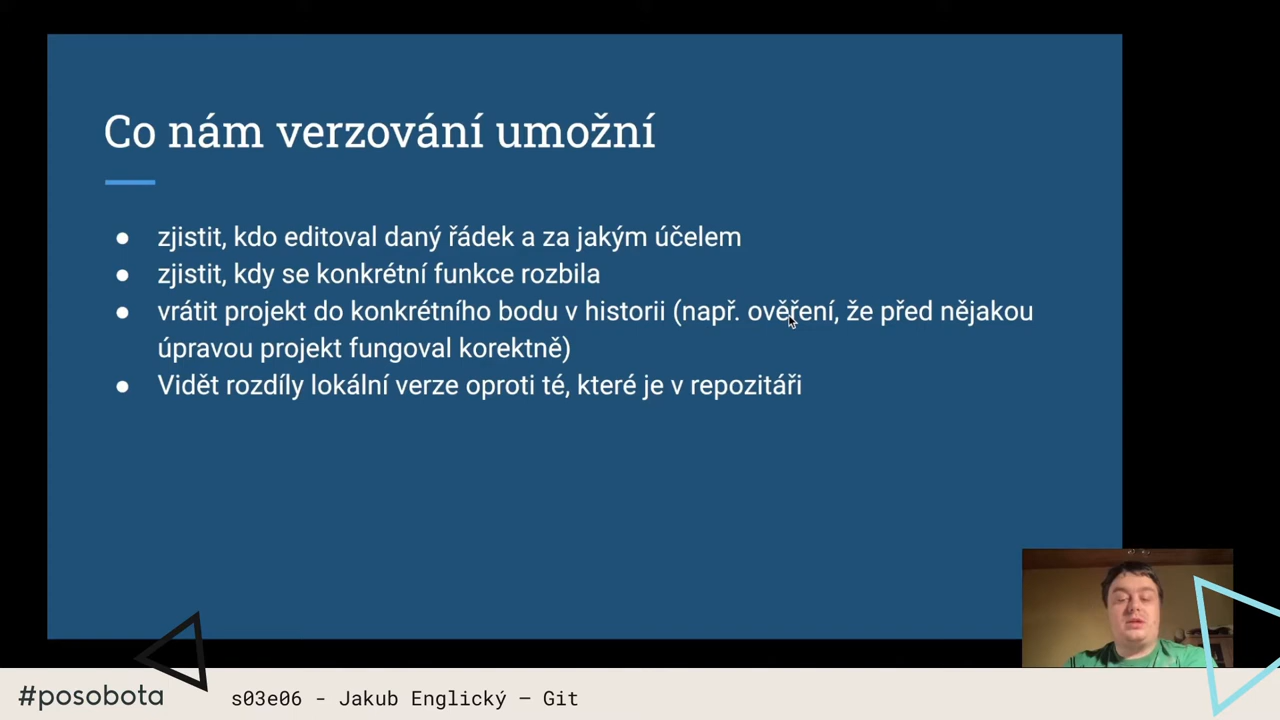 Co nám verzování umožní
● zjistit, kdo editoval daný řádek a za jakým účelem
● zjistit, kdy se konkrétní funkce rozbila
● vrátit projekt do konkrétního bodu v historii (např. ověření, že před nějakou
úpravou projekt fungoval korektně)
● Vidět rozdíly lokální verze oproti té, které je v repozitáři
#posobota
s03e06 - Jakub Englický – Git